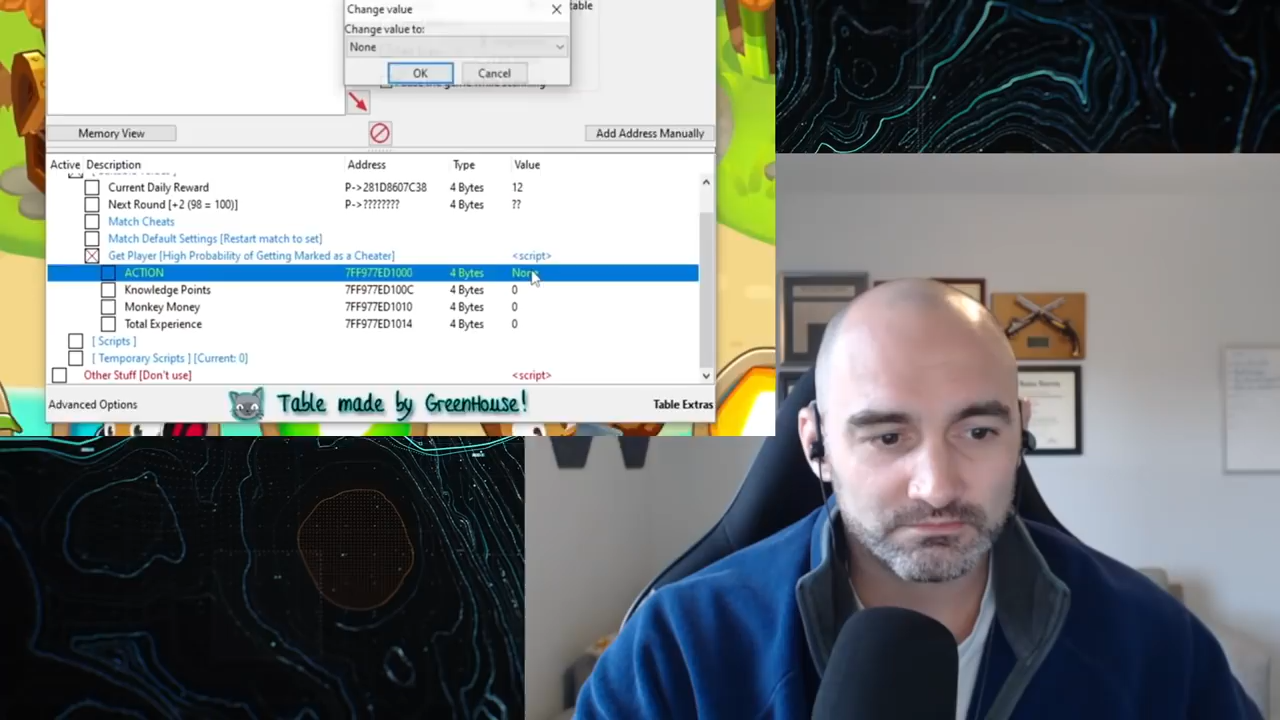 Change value
Change value to:
None
OK Cancel
Memory View Add Address Manually
Active Description Address Type Value
Current Daily Reward P->281D8607C38 4 Bytes 12
Next Round [+2 (98 = 100)] P->???????? 4 Bytes ??
Match Cheats
Match Default Settings [Restart match to set]
Get Player [High Probability of Getting Marked as a Cheater] <script>
ACTION 7FF977ED1000 4 Bytes None
Knowledge Points 7FF977ED100C 4 Bytes 0
Monkey Money 7FF977ED1010 4 Bytes 0
Total Experience 7FF977ED1014 4 Bytes 0
[ Scripts ]
[ Temporary Scripts ] [Current: 0]
Other Stuff [Don't use] <script>
Advanced Options Table made by GreenHouse! Table Extras